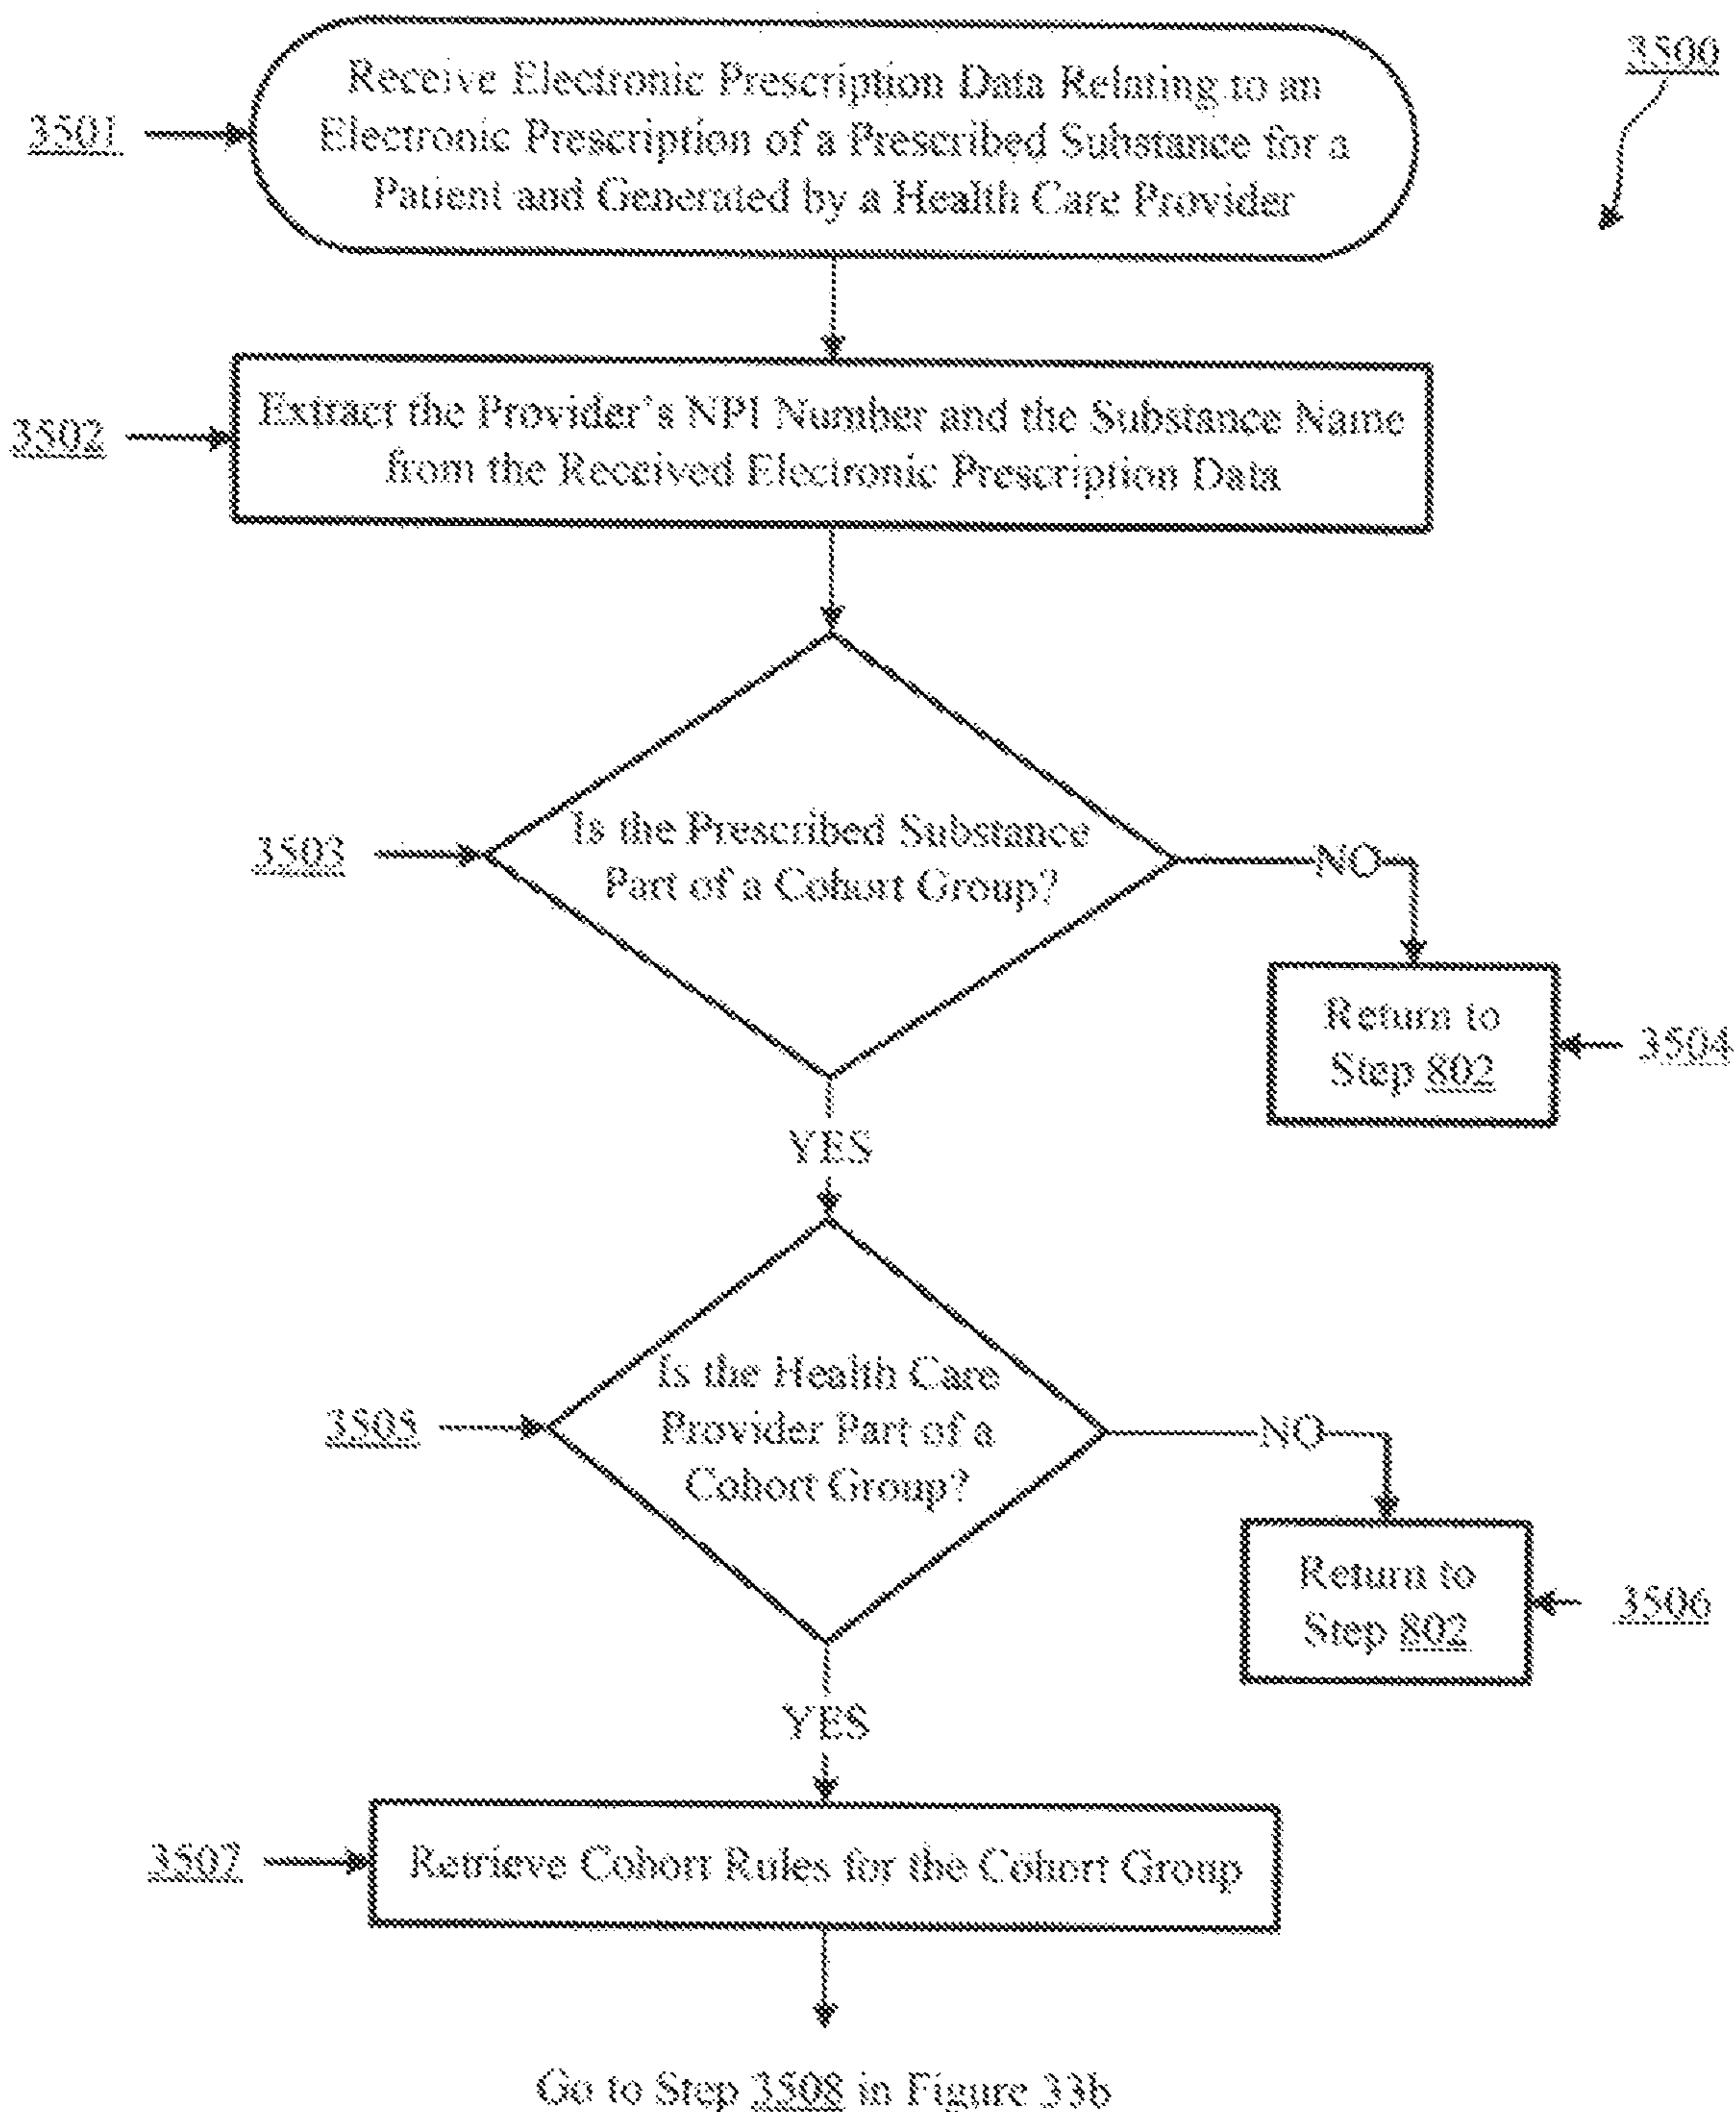 3500
Receive Electronic Prescription Data Relating to an
3501
Electronic Prescription of a Prescribed Substance for a
Patient and Generated by a Health Care Provider
Extract the Provider's NPI Number and the Substance Name
3502
from the Received Electronic Prescription Data
3503
Is the Prescribed Substance
Part of a Cohort Group?
NO
Return to
Step 802
3504
YES
Is the Health Care
3505
Provider Part of a
Cohort Group?
NO
Return to
Step 802
3506
YES
3507
Retrieve Cohort Rules for the Cohort Group
Go to Step 3508 in Figure 33b